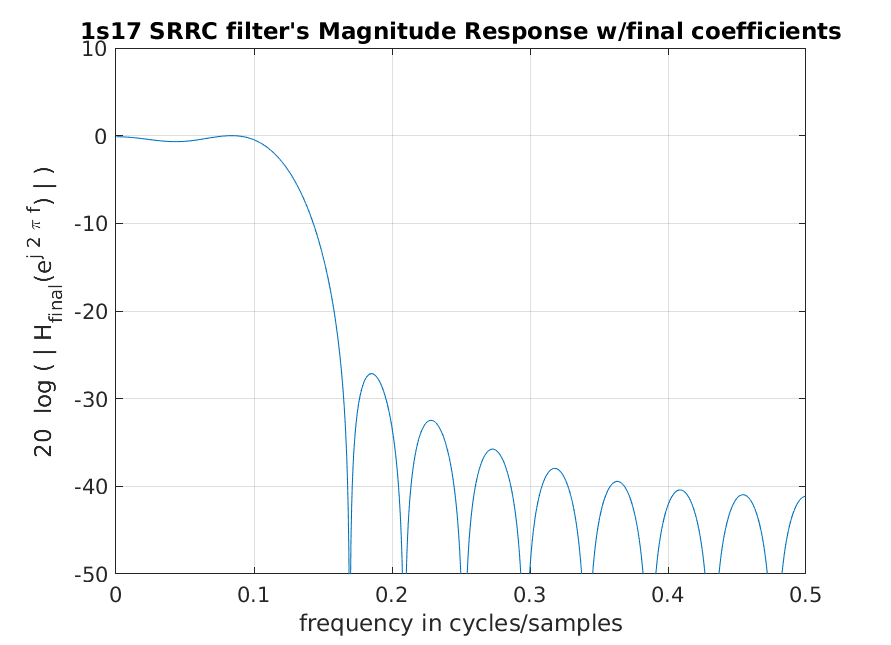 1s17 SRRC filter's Magnitude Response w/final coefficients
20 log ( | H_final(e^j 2 π f) | )
10
0
-10
-20
-30
-40
-50
0 0.1 0.2 0.3 0.4 0.5
frequency in cycles/samples